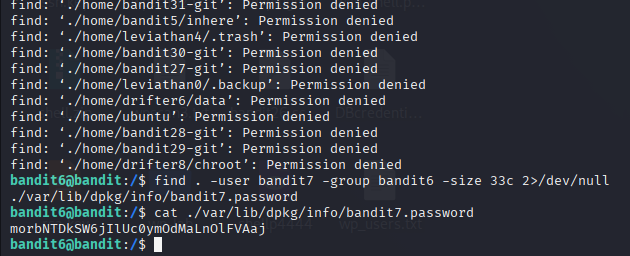 find: ‘./home/bandit31-git’: Permission denied
find: ‘./home/bandit5/inhere’: Permission denied
find: ‘./home/leviathan4/.trash’: Permission denied
find: ‘./home/bandit30-git’: Permission denied
find: ‘./home/bandit27-git’: Permission denied
find: ‘./home/leviathan0/.backup’: Permission denied
find: ‘./home/drifter6/data’: Permission denied
find: ‘./home/ubuntu’: Permission denied
find: ‘./home/bandit28-git’: Permission denied
find: ‘./home/bandit29-git’: Permission denied
find: ‘./home/drifter8/chroot’: Permission denied
bandit6@bandit:/$ find . -user bandit7 -group bandit6 -size 33c 2>/dev/null
./var/lib/dpkg/info/bandit7.password
bandit6@bandit:/$ cat ./var/lib/dpkg/info/bandit7.password
morbNTDkSW6jIlUc0ymOdMaLnOlFVAaj
bandit6@bandit:/$
wp_users.txt